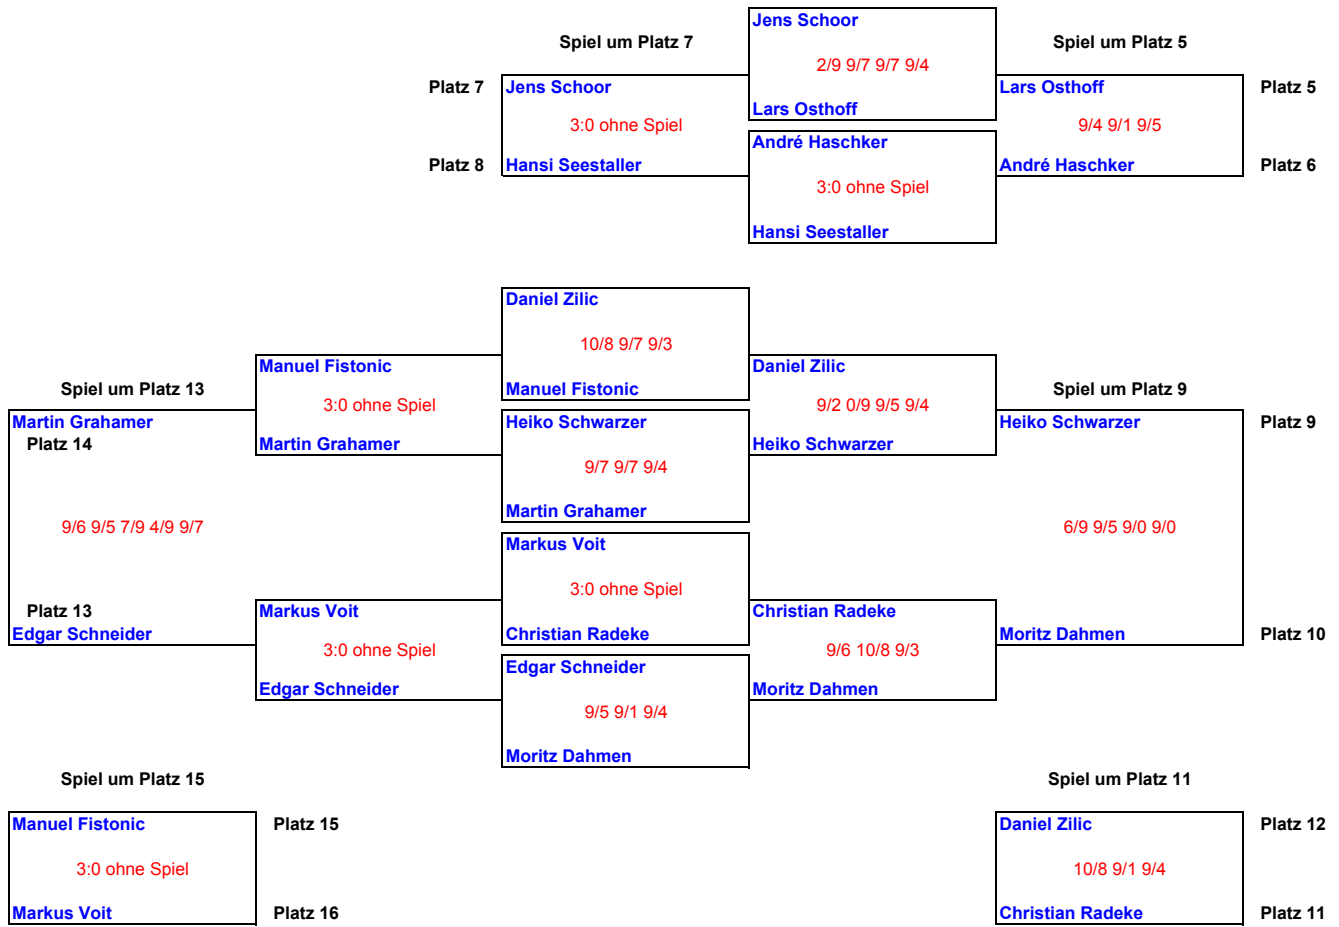 Jens Schoor
Spiel um Platz 7
Spiel um Platz 5
2/9 9/7 9/7 9/4
Platz 7
Jens Schoor
Lars Osthoff
Platz 5
Lars Osthoff
3:0 ohne Spiel
9/4 9/1 9/5
André Haschker
Platz 8
Hansi Seestaller
André Haschker
Platz 6
3:0 ohne Spiel
Hansi Seestaller
Daniel Zilic
10/8 9/7 9/3
Manuel Fistonic
Daniel Zilic
Spiel um Platz 13
Manuel Fistonic
Spiel um Platz 9
3:0 ohne Spiel
9/2 0/9 9/5 9/4
Martin Grahamer
Heiko Schwarzer
Heiko Schwarzer
Platz 9
Platz 14
Martin Grahamer
Heiko Schwarzer
9/7 9/7 9/4
Martin Grahamer
9/6 9/5 7/9 4/9 9/7
6/9 9/5 9/0 9/0
Markus Voit
3:0 ohne Spiel
Platz 13
Markus Voit
Christian Radeke
Edgar Schneider
Christian Radeke
Moritz Dahmen
Platz 10
3:0 ohne Spiel
9/6 10/8 9/3
Edgar Schneider
Edgar Schneider
Moritz Dahmen
9/5 9/1 9/4
Moritz Dahmen
Spiel um Platz 15
Spiel um Platz 11
Manuel Fistonic
Platz 15
Daniel Zilic
Platz 12
3:0 ohne Spiel
10/8 9/1 9/4
Markus Voit
Platz 16
Christian Radeke
Platz 11